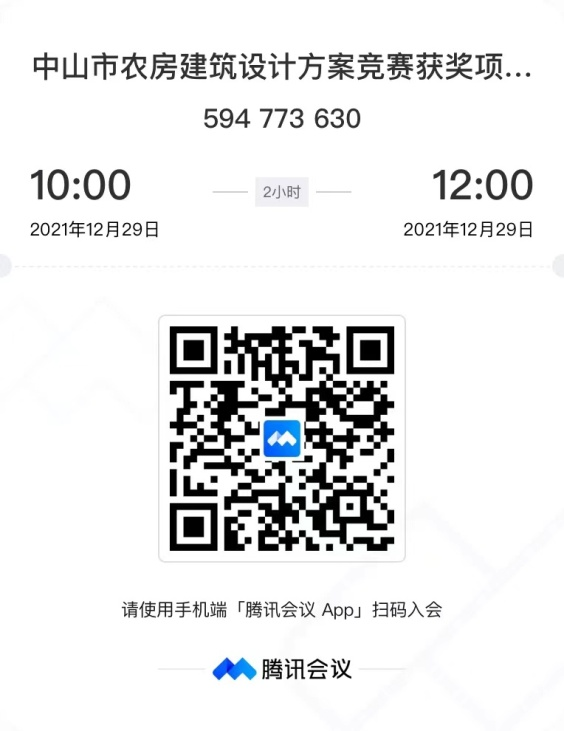 中山市农房建筑设计方案竞赛获奖项...
594 773 630
10:00
2小时
12:00
2021年12月29日
2021年12月29日
请使用手机端「腾讯会议 App」扫码入会
腾讯会议